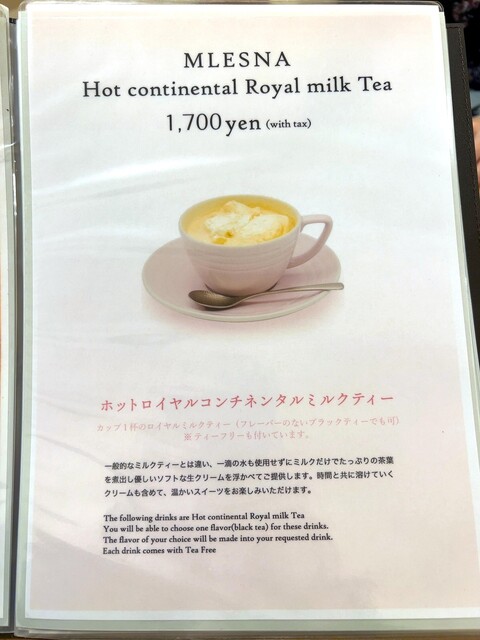 MLESNA
Hot continental Royal milk Tea
1,700yen (with tax)
ホットロイヤルコンチネンタルミルクティー
カップ1杯のロイヤルミルクティー（フレーバーのないブラックティーでも可）
※ティーフリーも付いています。
一般的なミルクティーとは違い、一滴の水も使用せずにミルクだけでたっぷりの茶葉
を煮出し優しいソフトな生クリームを浮かべてご提供します。時間と共に溶けていく
クリームも含めて、温かいスイーツをお楽しみいただけます。
The following drinks are Hot continental Royal milk Tea
You will be able to choose one flavor(black tea) for these drinks.
The flavor of your choice will be made into your requested drink.
Each drink comes with Tea Free